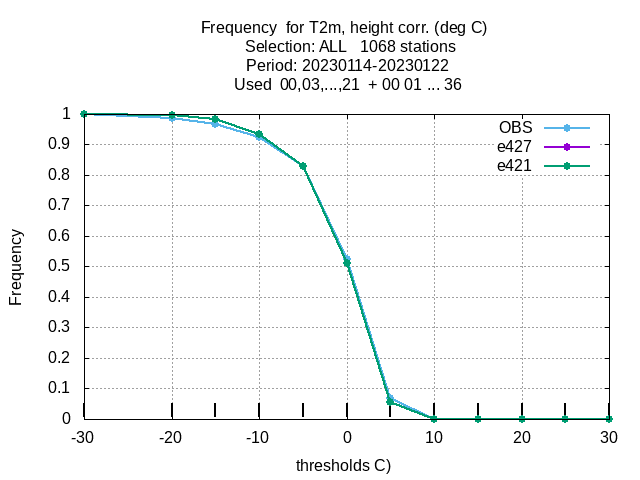 Frequency  for T2m, height corr. (deg C)
Selection: ALL   1068 stations
Period: 20230114-20230122
Used  00,03,...,21  + 00 01 ... 36
OBS
e427
e421
1
0.9
0.8
0.7
0.6
0.5
0.4
0.3
0.2
0.1
0
Frequency
-30
-20
-10
0
10
20
30
thresholds C)